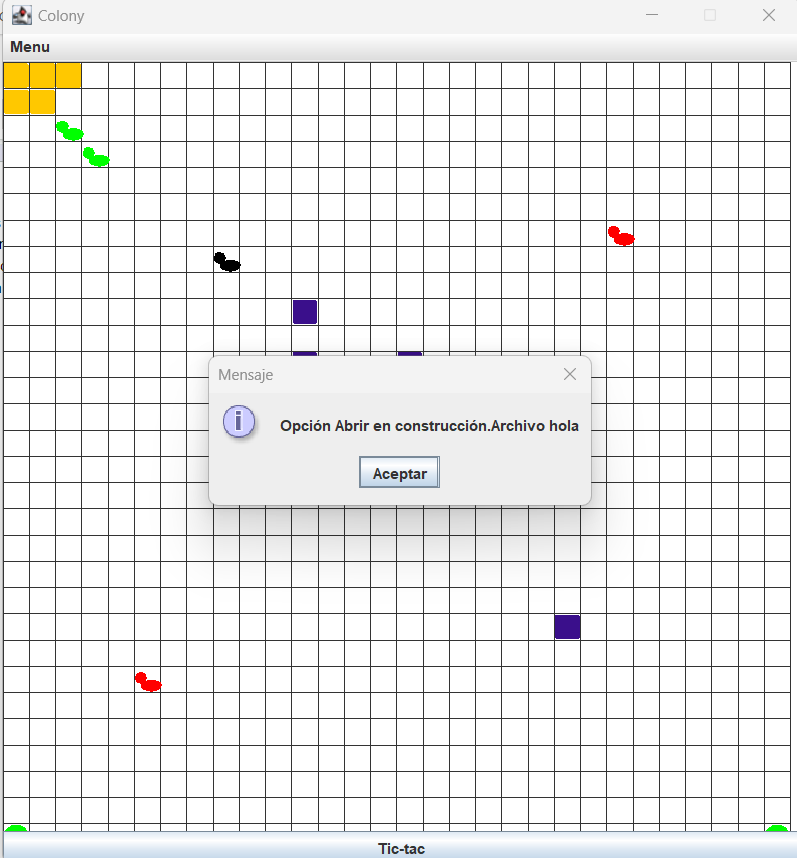 Colony
Menu
Mensaje
Opción Abrir en construcción.Archivo hola
Aceptar
Tic-tac